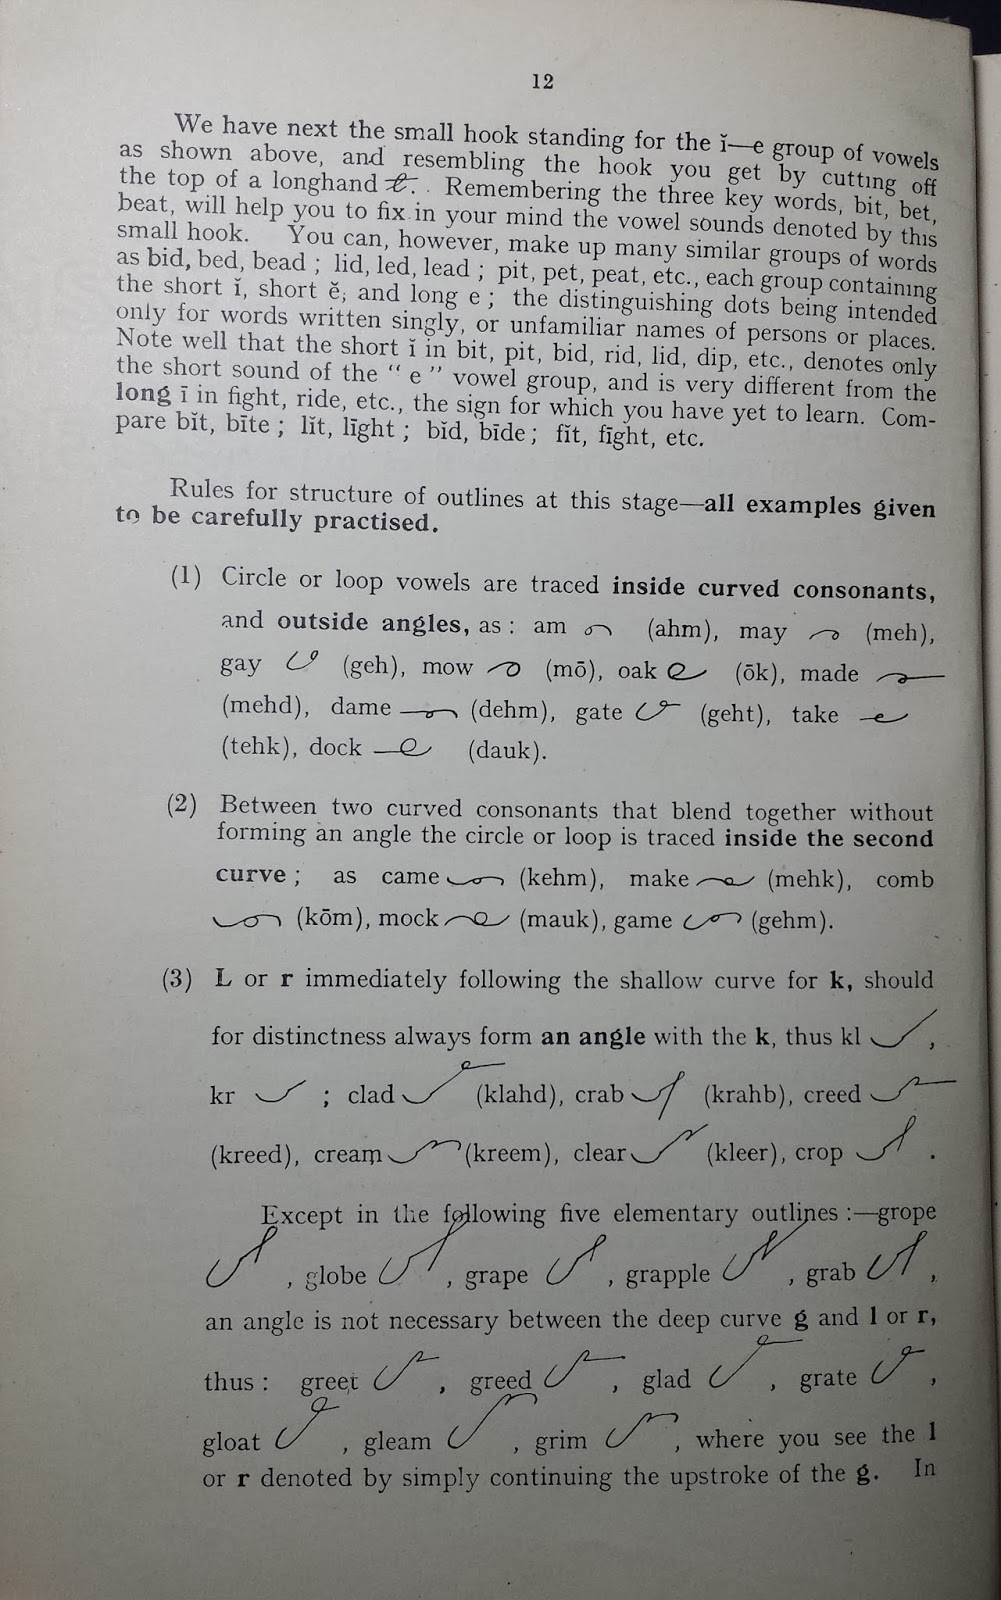 12
We have next the small hook standing for the ĭ—e group of vowels
as shown above, and resembling the hook you get by cutting off
the top of a longhand t. Remembering the three key words, bit, bet,
beat, will help you to fix in your mind the vowel sounds denoted by this
small hook. You can, however, make up many similar groups of words
as bid, bed, bead ; lid, led, lead ; pit, pet, peat, etc., each group containing
the short ĭ, short ĕ, and long e ; the distinguishing dots being intended
only for words written singly, or unfamiliar names of persons or places.
Note well that the short ĭ in bit, pit, bid, rid, lid, dip, etc., denotes only
the short sound of the “ e ” vowel group, and is very different from the
long ī in fight, ride, etc., the sign for which you have yet to learn. Com-
pare bĭt, bīte ; lĭt, līght ; bĭd, bīde ; fĭt, fīght, etc.
Rules for structure of outlines at this stage—all examples given
to be carefully practised.
(1) Circle or loop vowels are traced inside curved consonants,
and outside angles, as : am (ahm), may (meh),
gay (geh), mow (mō), oak (ōk), made
(mehd), dame (dehm), gate (geht), take
(tehk), dock (dauk).
(2) Between two curved consonants that blend together without
forming an angle the circle or loop is traced inside the second
curve ; as came (kehm), make (mehk), comb
(kōm), mock (mauk), game (gehm).
(3) L or r immediately following the shallow curve for k, should
for distinctness always form an angle with the k, thus kl ,
kr ; clad (klahd), crab (krahb), creed
(kreed), cream (kreem), clear (kleer), crop .
Except in the following five elementary outlines :—grope
, globe , grape , grapple , grab ,
an angle is not necessary between the deep curve g and l or r,
thus : greet , greed , glad , grate ,
gloat , gleam , grim , where you see the l
or r denoted by simply continuing the upstroke of the g. In